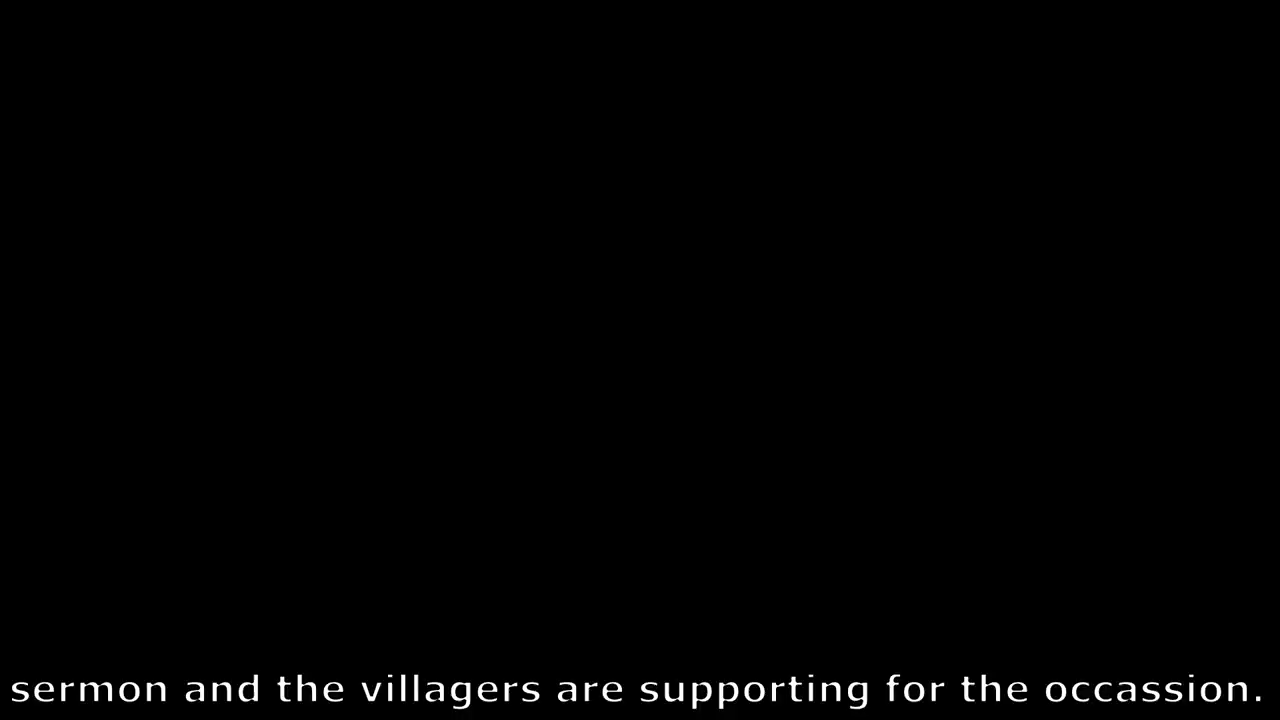 sermon and the villagers are supporting for the occassion.